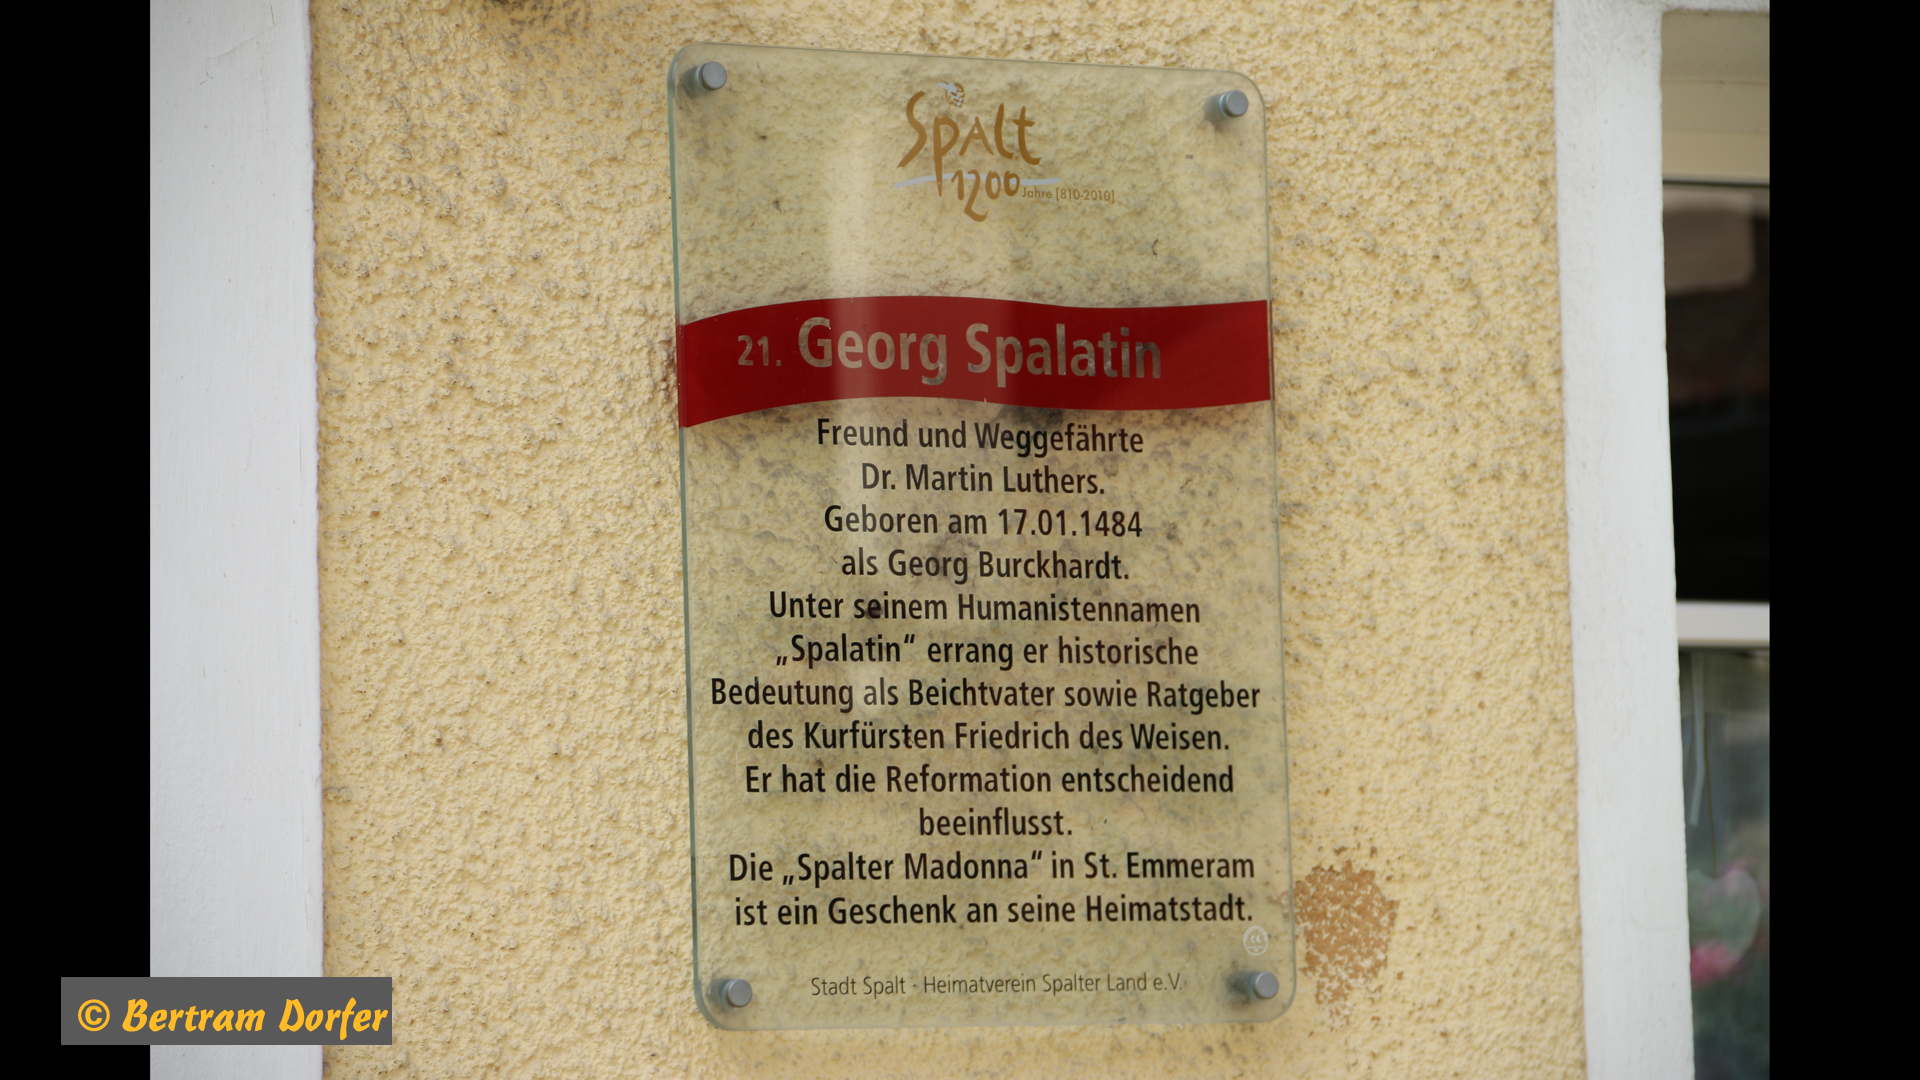 Spalt
1200 Jahre [810-2010]
21. Georg Spalatin
Freund und Weggefährte
Dr. Martin Luthers.
Geboren am 17.01.1484
als Georg Burckhardt.
Unter seinem Humanistennamen
„Spalatin“ errang er historische
Bedeutung als Beichtvater sowie Ratgeber
des Kurfürsten Friedrich des Weisen.
Er hat die Reformation entscheidend
beeinflusst.
Die „Spalter Madonna“ in St. Emmeram
ist ein Geschenk an seine Heimatstadt.
Stadt Spalt · Heimatverein Spalter Land e.V.
© Bertram Dorfer